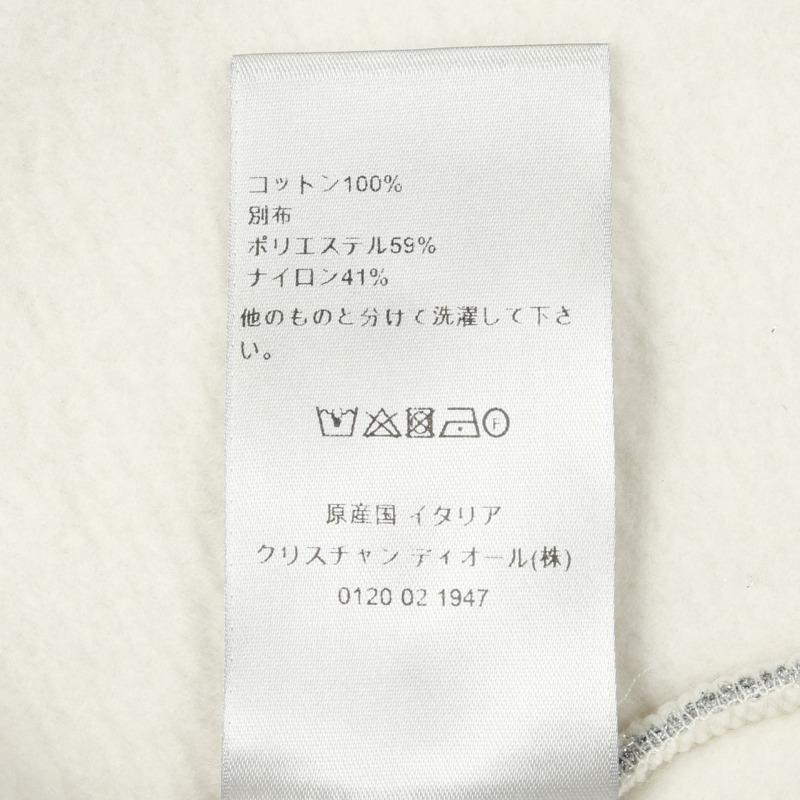 コットン100%
別布
ポリエステル59%
ナイロン41%
他のものと分けて洗濯して下さ
い。
F
原産国 イタリア
クリスチャン ディオール(株)
0120 02 1947